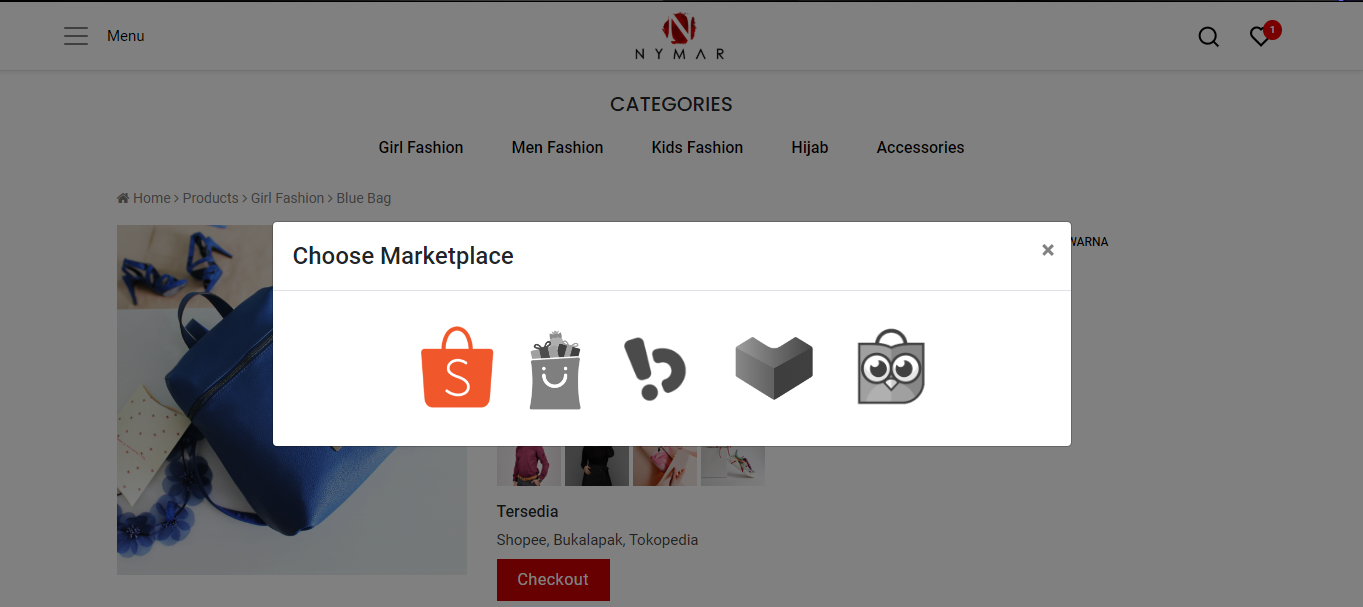 Menu
NYMAR
1
CATEGORIES
Girl Fashion Men Fashion Kids Fashion Hijab Accessories
Home > Products > Girl Fashion > Blue Bag
Choose Marketplace ×
WARNA
S
Tersedia
Shopee, Bukalapak, Tokopedia
Checkout